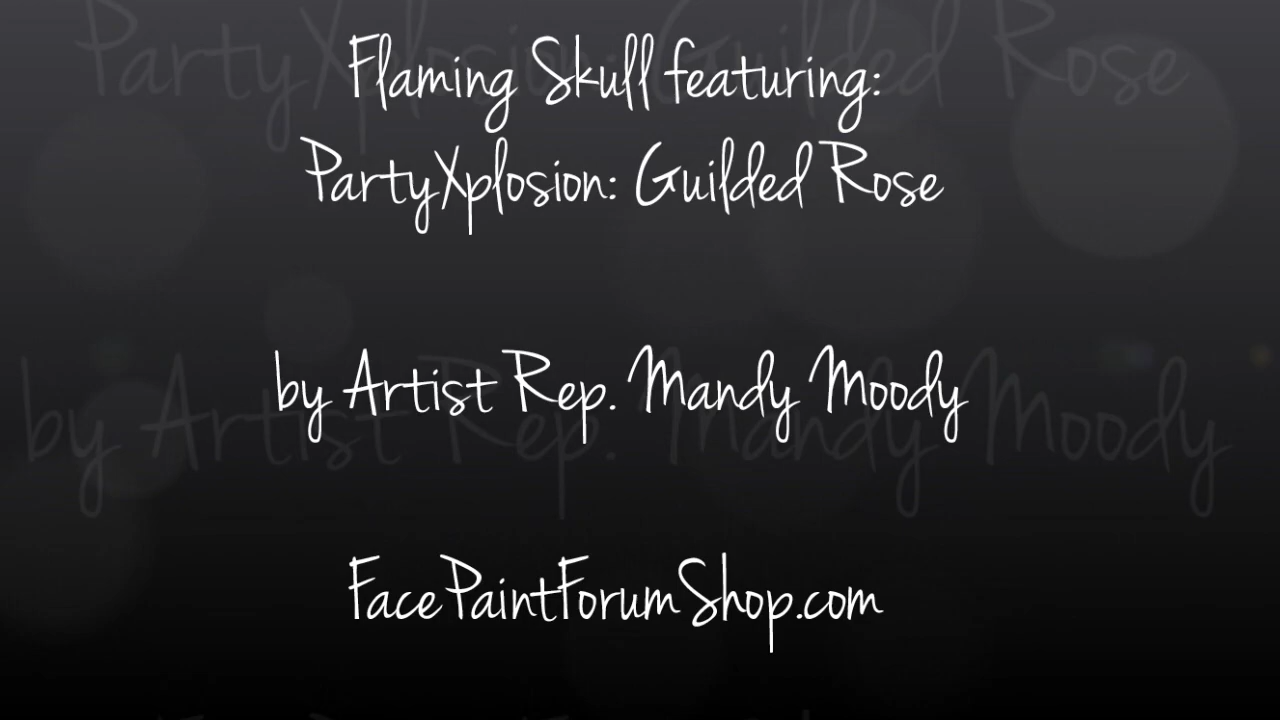 Flaming Skull featuring:
PartyXplosion: Guilded Rose
by Artist Rep. Mandy Moody
FacePaintForumShop.com